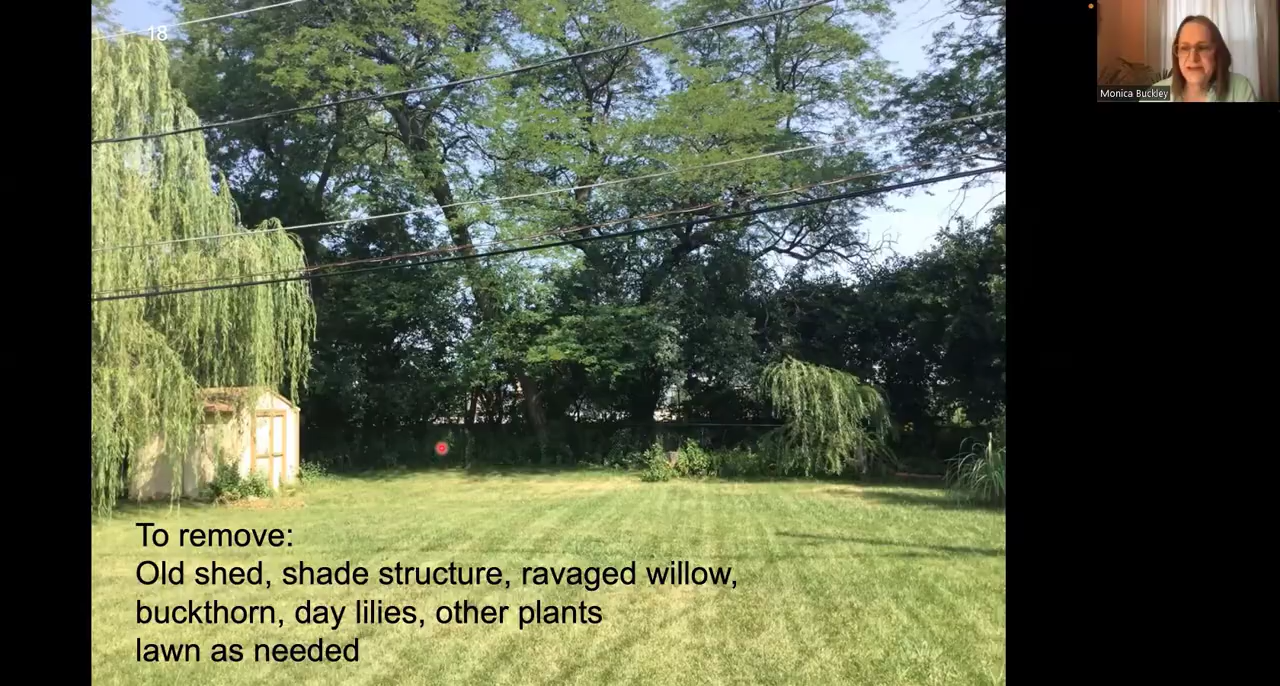 18
Monica Buckley
To remove:
Old shed, shade structure, ravaged willow,
buckthorn, day lilies, other plants
lawn as needed